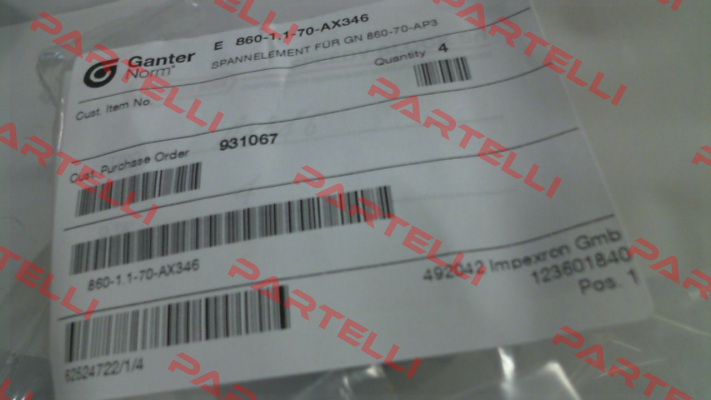 Ganter
Norm®
E 860-1.1-70-AX346
SPANNELEMENT FÜR GN 860-70-AP3
Quantity 4
Cust. Item No.
Cust. Purchase Order 931067
860-1.1-70-AX346
492042 Impexron Gmb
123601840
Pos. 1
62624722/1/4
PARTELLI
PARTELLI
PARTELLI
PARTELLI
PARTELLI
PARTELLI
PARTELLI
PARTELLI
PARTELLI